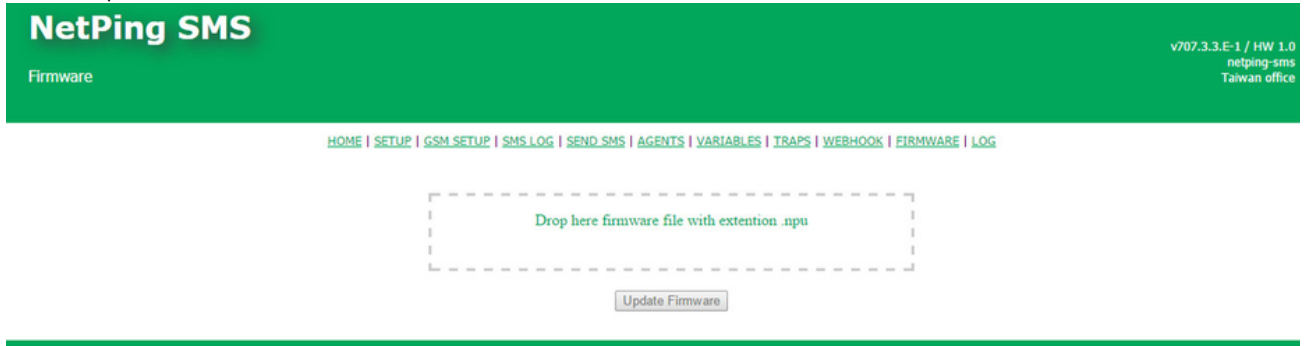 NetPing SMS
Firmware
v707.3.3.E-1 / HW 1.0
netping-sms
Taiwan office
HOME | SETUP | GSM SETUP | SMS LOG | SEND SMS | AGENTS | VARIABLES | TRAPS | WEBHOOK | FIRMWARE | LOG
Drop here firmware file with extention .npu
Update Firmware